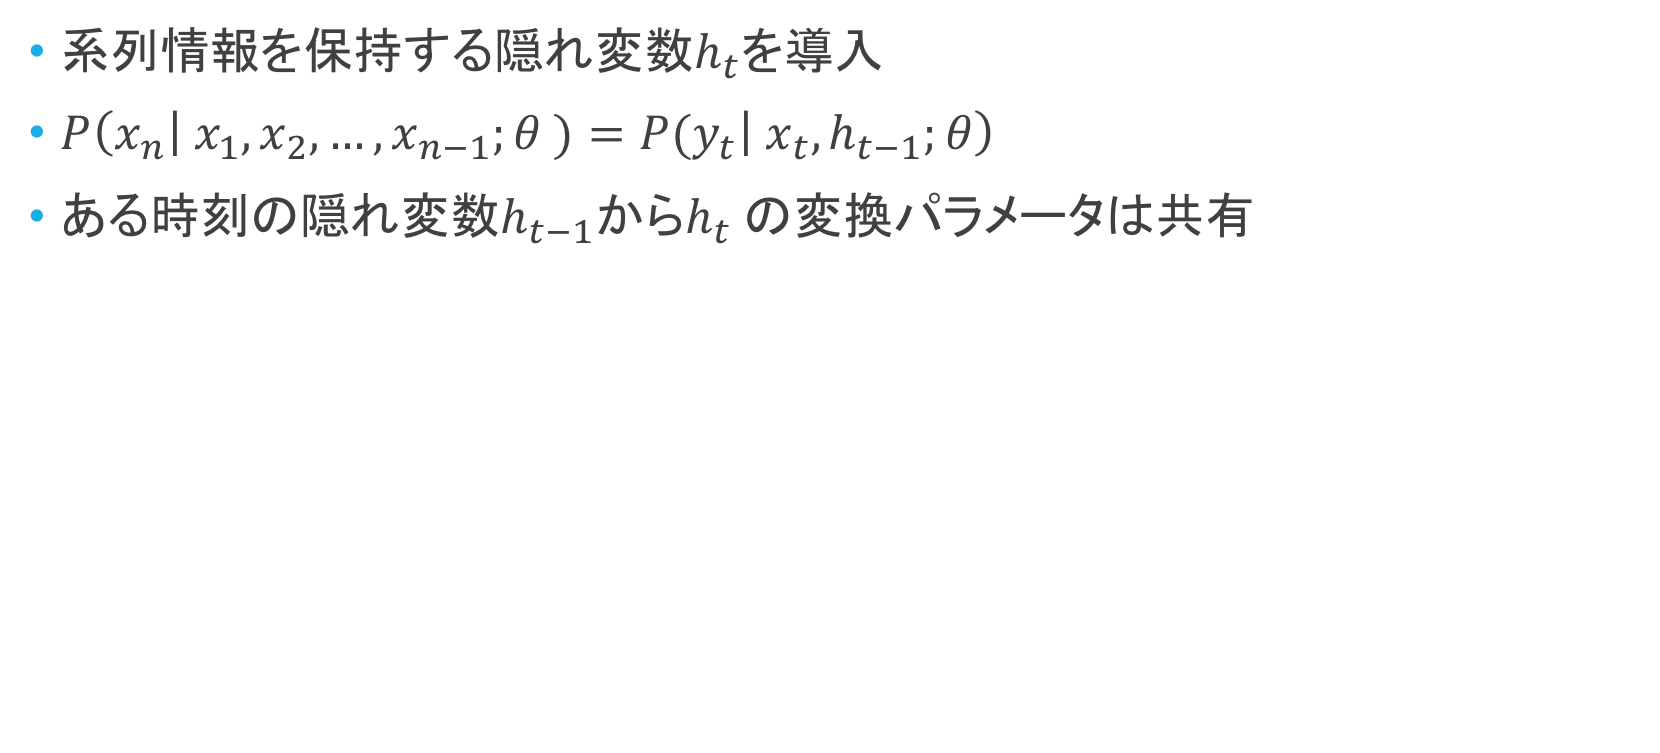 • 系列情報を保持する隠れ変数h_tを導入
• P(x_n| x_1, x_2, … , x_{n−1}; θ ) = P(y_t| x_t, h_{t−1}; θ)
• ある時刻の隠れ変数h_{t−1}からh_t の変換パラメータは共有